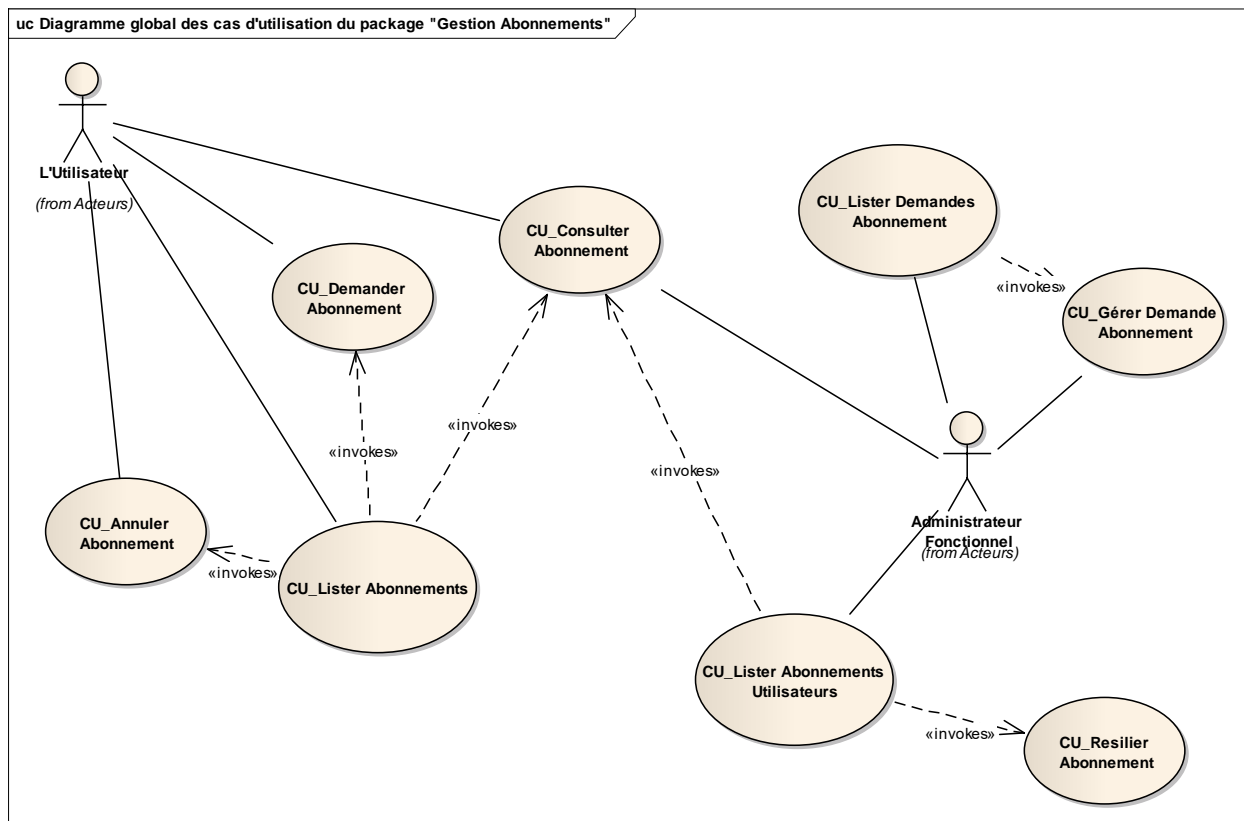 uc Diagramme global des cas d'utilisation du package "Gestion Abonnements"
L'Utilisateur
(from Acteurs)
CU_Consulter
Abonnement
CU_Lister Demandes
Abonnement
CU_Demander
Abonnement
«invokes»
CU_Gérer Demande
Abonnement
«invokes»
«invokes»
«invokes»
CU_Annuler
Abonnement
«invokes»
CU_Lister Abonnements
Administrateur
Fonctionnel
(from Acteurs)
CU_Lister Abonnements
Utilisateurs
«invokes»
CU_Resilier
Abonnement